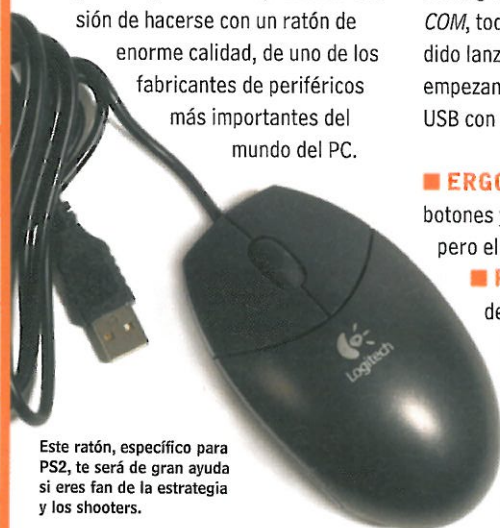 sión de hacerse con un ratón de
enorme calidad, de uno de los
fabricantes de periféricos
más importantes del
mundo del PC.
COM, toc
dido lanz
empezan
USB con
■ ERGO
botones y
pero el
de
Logitech
Este ratón, específico para
PS2, te será de gran ayuda
si eres fan de la estrategia
y los shooters.